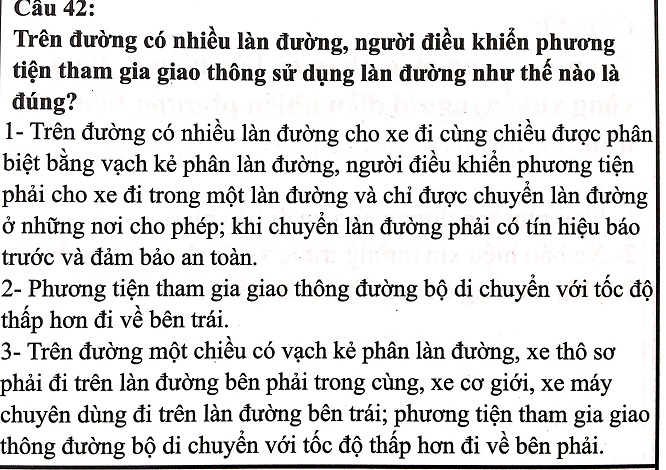 Câu 42:
Trên đường có nhiều làn đường, người điều khiển phương
tiện tham gia giao thông sử dụng làn đường như thế nào là
đúng?
1- Trên đường có nhiều làn đường cho xe đi cùng chiều được phân
biệt bằng vạch kẻ phân làn đường, người điều khiển phương tiện
phải cho xe đi trong một làn đường và chỉ được chuyển làn đường
ở những nơi cho phép; khi chuyển làn đường phải có tín hiệu báo
trước và đảm bảo an toàn.
2- Phương tiện tham gia giao thông đường bộ di chuyển với tốc độ
thấp hơn đi về bên trái.
3- Trên đường một chiều có vạch kẻ phân làn đường, xe thô sơ
phải đi trên làn đường bên phải trong cùng, xe cơ giới, xe máy
chuyên dùng đi trên làn đường bên trái; phương tiện tham gia giao
thông đường bộ di chuyển với tốc độ thấp hơn đi về bên phải.